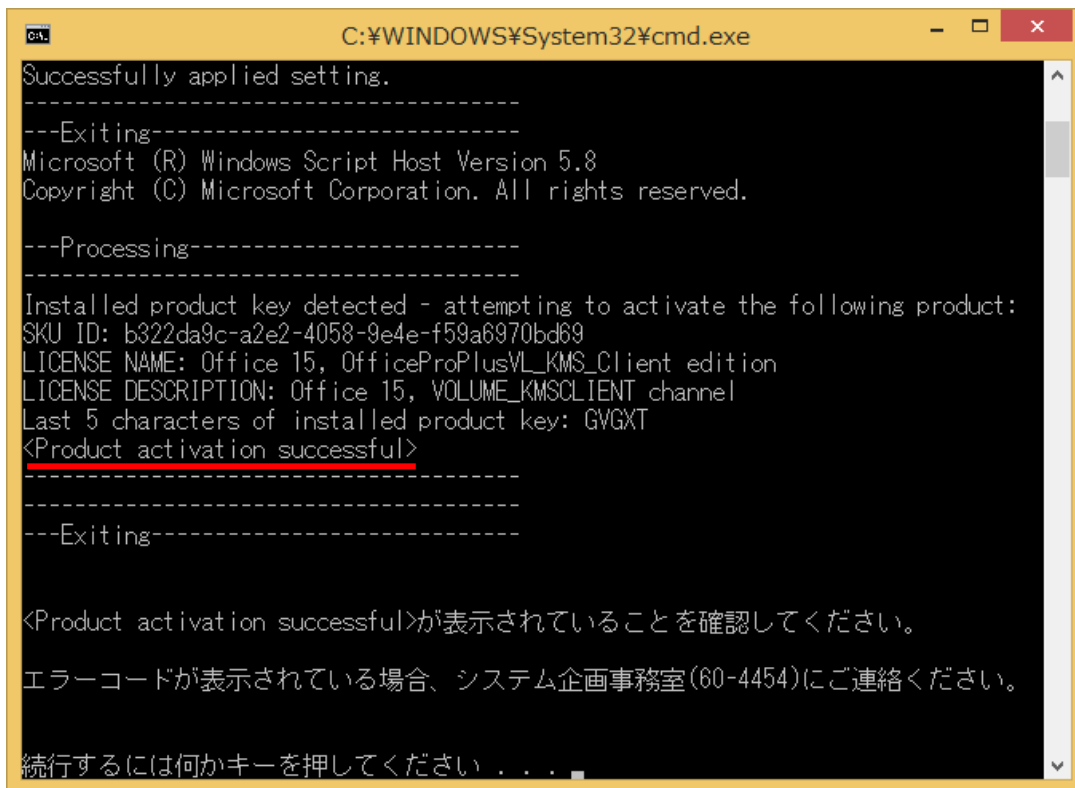 C:¥WINDOWS¥System32¥cmd.exe
Successfully applied setting.
---------------------------------------
---Exiting-----------------------------
Microsoft (R) Windows Script Host Version 5.8
Copyright (C) Microsoft Corporation. All rights reserved.
---Processing--------------------------
---------------------------------------
Installed product key detected - attempting to activate the following product:
SKU ID: b322da9c-a2e2-4058-9e4e-f59a6970bd69
LICENSE NAME: Office 15, OfficeProPlusVL_KMS_Client edition
LICENSE DESCRIPTION: Office 15, VOLUME_KMSCLIENT channel
Last 5 characters of installed product key: GVGXT
<Product activation successful>
---------------------------------------
---------------------------------------
---Exiting-----------------------------
<Product activation successful>が表示されていることを確認してください。
エラーコードが表示されている場合、システム企画事務室(60-4454)にご連絡ください。
続行するには何かキーを押してください . . .